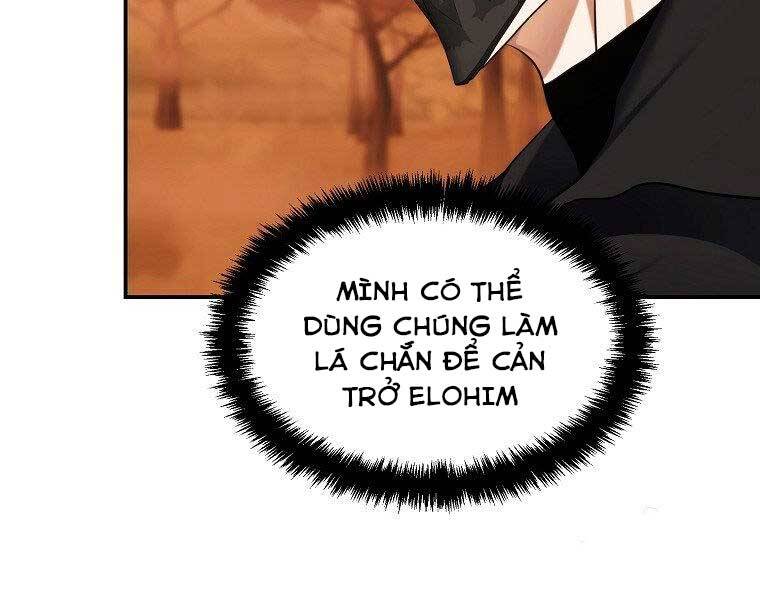 MÌNH CÓ THỂ
DÙNG CHÚNG LÀM
LÁ CHẮN ĐỂ CẢN
TRỞ ELOHIM